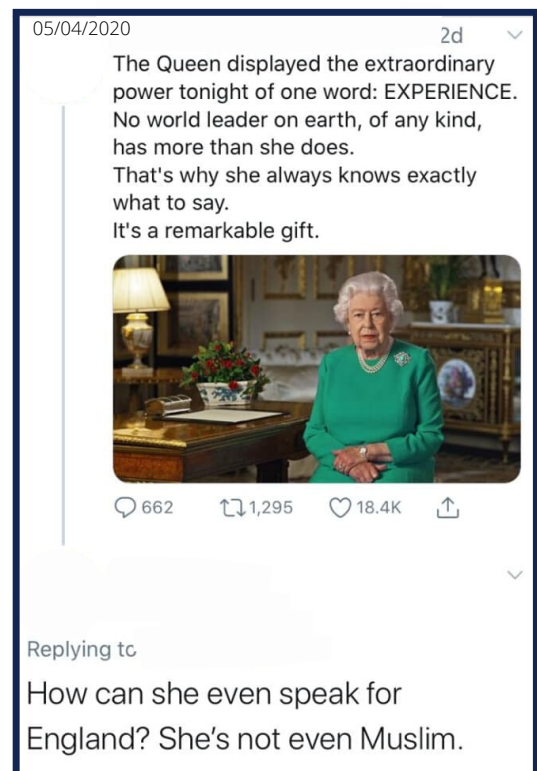 05/04/2020
2d
The Queen displayed the extraordinary
power tonight of one word: EXPERIENCE.
No world leader on earth, of any kind,
has more than she does.
That's why she always knows exactly
what to say.
It's a remarkable gift.
662 1,295 18.4K
Replying to
How can she even speak for
England? She’s not even Muslim.